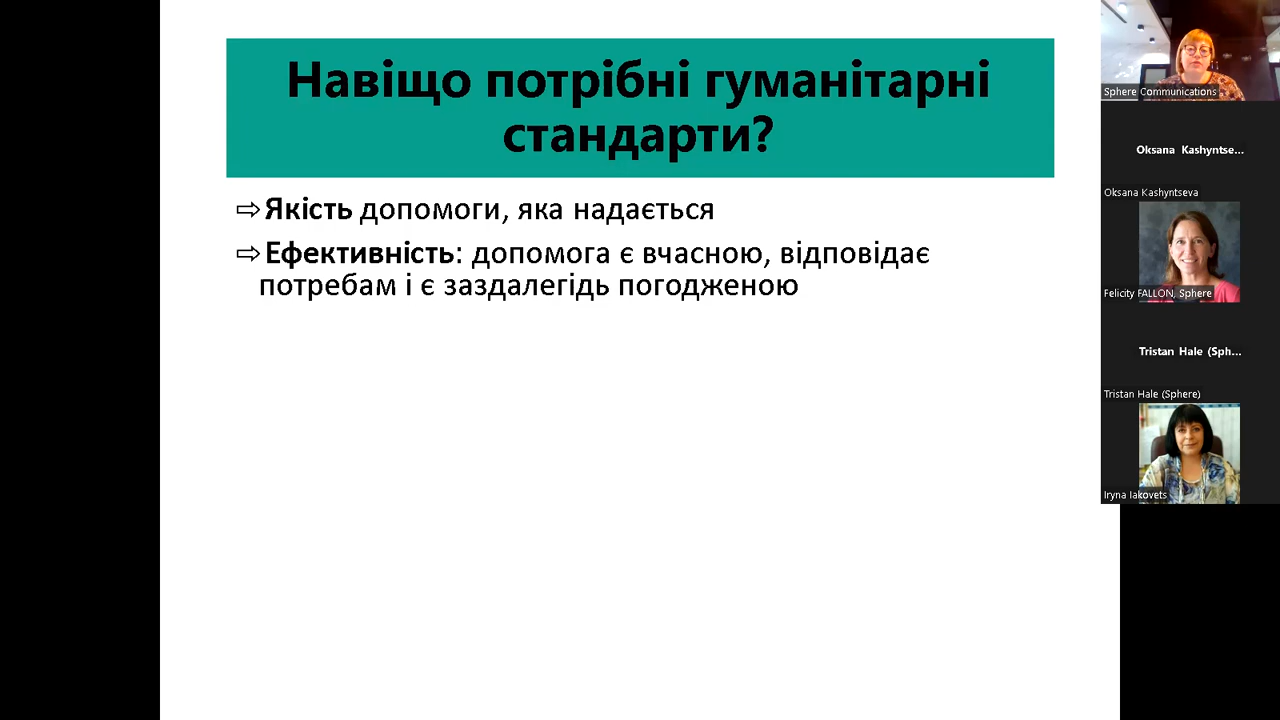 Навіщо потрібні гуманітарні
стандарти?
⇨Якість допомоги, яка надається
⇨Ефективність: допомога є вчасною, відповідає
потребам і є заздалегідь погодженою
Sphere Communications
Oksana Kashyntse...
Oksana Kashyntseva
Felicity FALLON, Sphere
Tristan Hale (Sph...
Tristan Hale (Sphere)
Iryna Iakovets